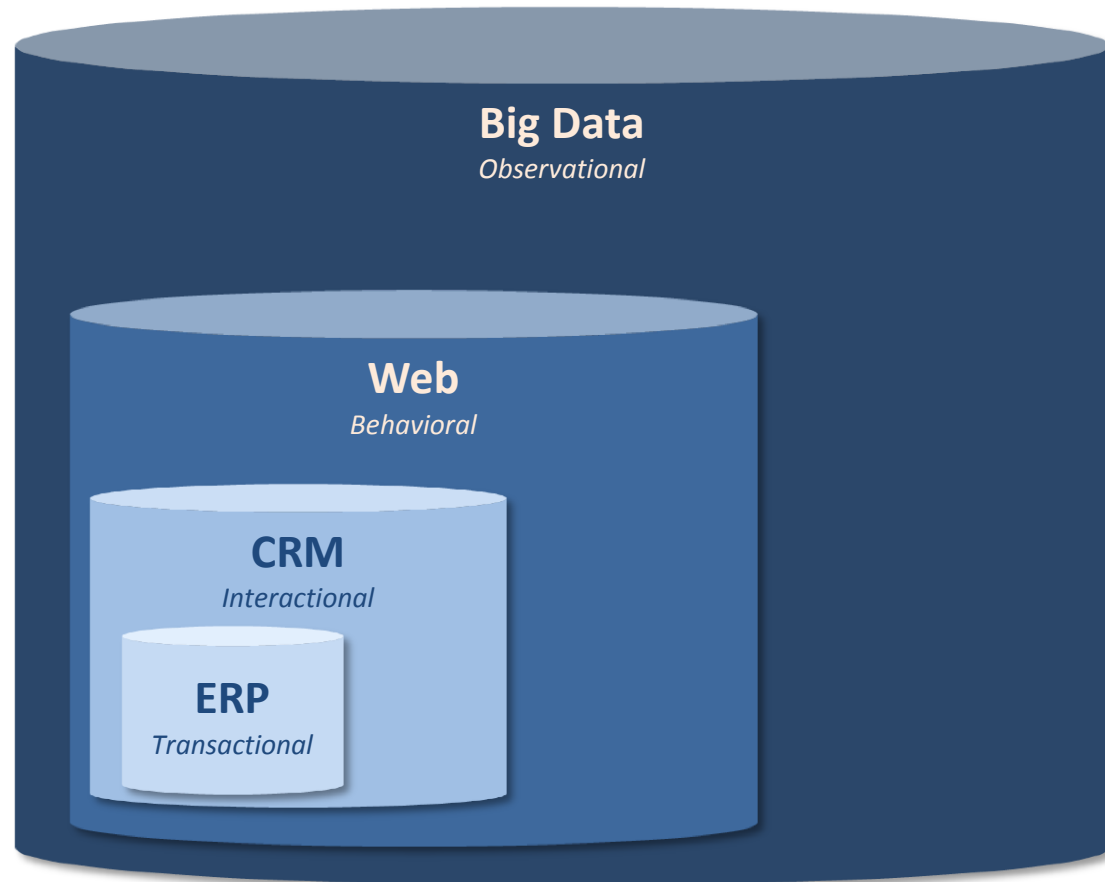 Big Data
Observational
Web
Behavioral
CRM
Interactional
ERP
Transactional